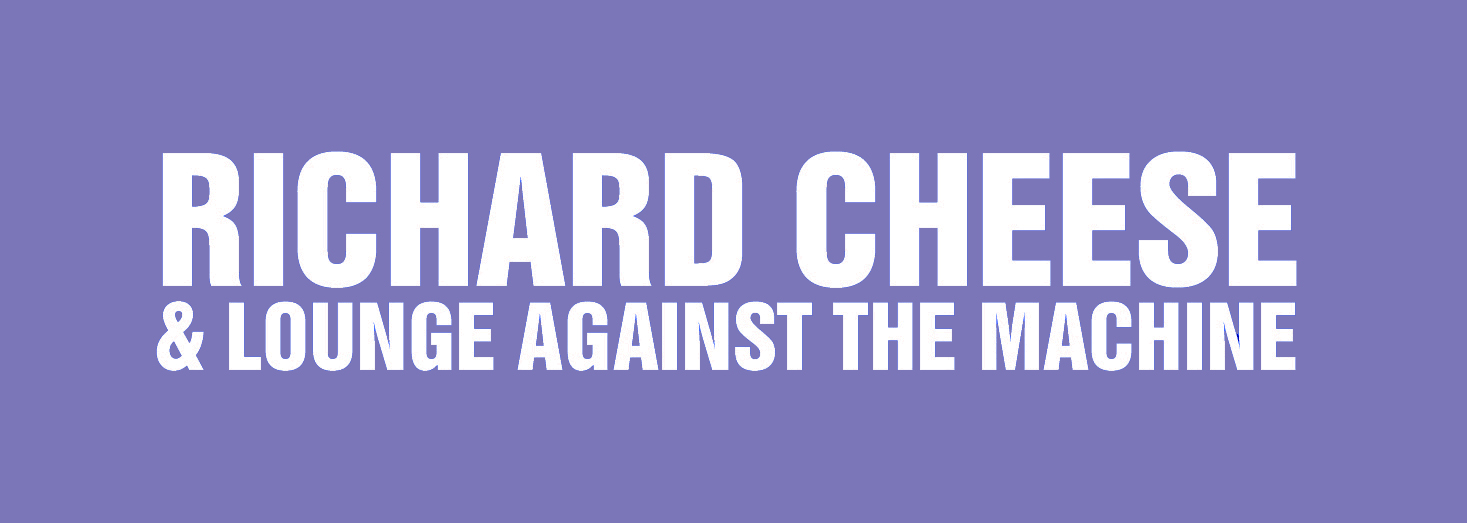 RICHARD CHEESE
& LOUNGE AGAINST THE MACHINE